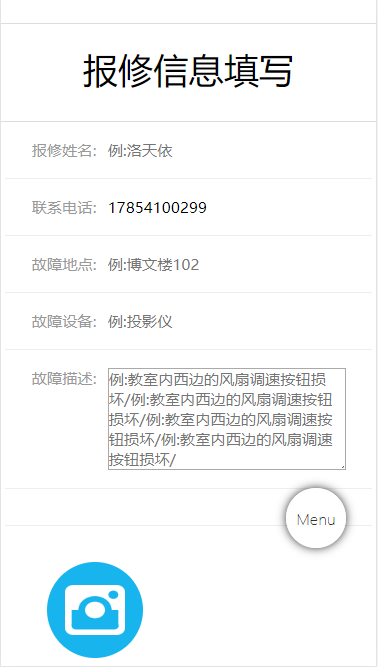 报修信息填写
报修姓名: 例:洛天依
联系电话: 17854100299
故障地点: 例:博文楼102
故障设备: 例:投影仪
故障描述: 例:教室内西边的风扇调速按钮损
坏/例:教室内西边的风扇调速按钮
损坏/例:教室内西边的风扇调速按
钮损坏/例:教室内西边的风扇调速
按钮损坏/
Menu